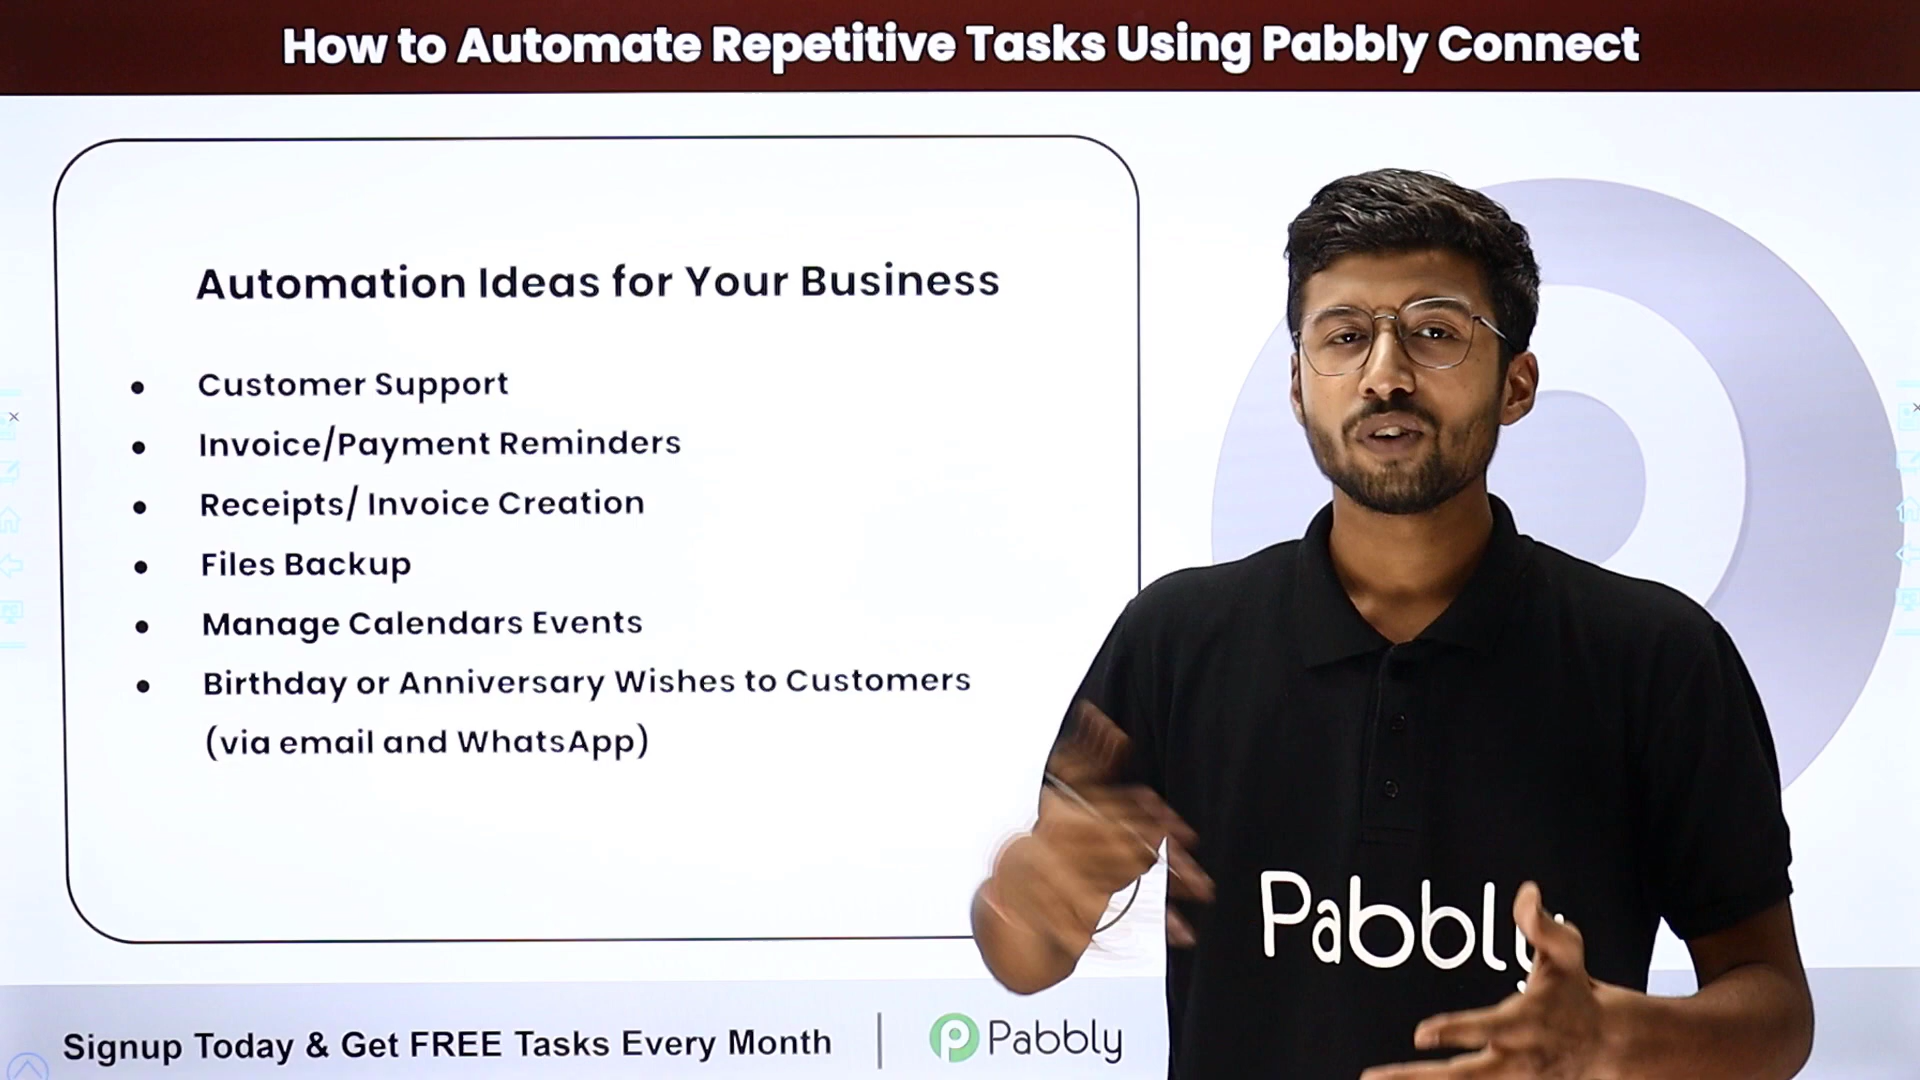 How to Automate Repetitive Tasks Using Pabbly Connect
Automation Ideas for Your Business
• Customer Support
• Invoice/Payment Reminders
• Receipts/ Invoice Creation
• Files Backup
• Manage Calendars Events
• Birthday or Anniversary Wishes to Customers
(via email and WhatsApp)
Pabbly
Signup Today & Get FREE Tasks Every Month
Pabbly